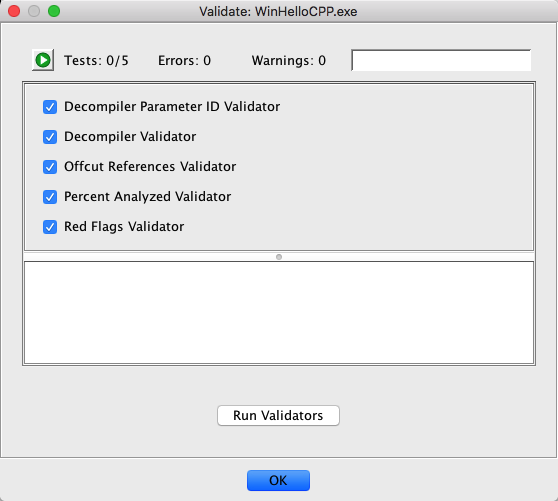 Validate: WinHelloCPP.exe
Tests: 0/5 Errors: 0 Warnings: 0
Decompiler Parameter ID Validator
Decompiler Validator
Offcut References Validator
Percent Analyzed Validator
Red Flags Validator
Run Validators
OK